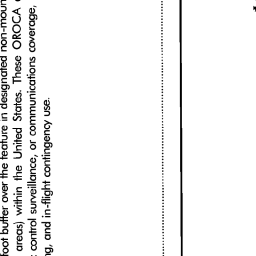 foot buffer over the feature in designated non-moun
areas) within the United States. These OROCA
control surveillance, or communications coverage,
ng, and in-flight contingency use.